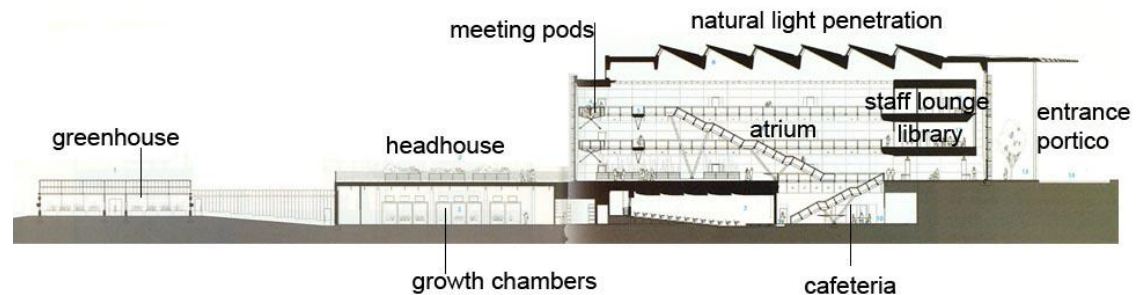 natural light penetration
meeting pods
staff lounge
entrance
portico
atrium
library
greenhouse
headhouse
growth chambers
cafeteria